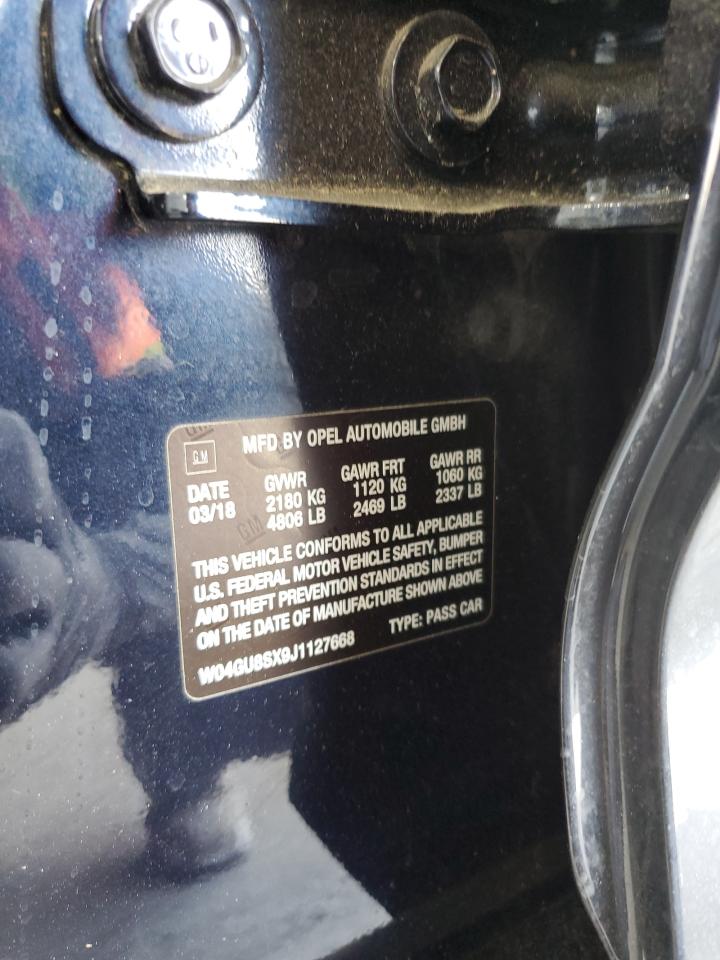 GM
MFD BY OPEL AUTOMOBILE GMBH
DATE GVWR GAWR FRT GAWR RR
03/18 2180 KG 1120 KG 1060 KG
4806 LB 2469 LB 2337 LB
THIS VEHICLE CONFORMS TO ALL APPLICABLE
U.S. FEDERAL MOTOR VEHICLE SAFETY, BUMPER
AND THEFT PREVENTION STANDARDS IN EFFECT
ON THE DATE OF MANUFACTURE SHOWN ABOVE
W04GU8SX9J1127668 TYPE: PASS CAR